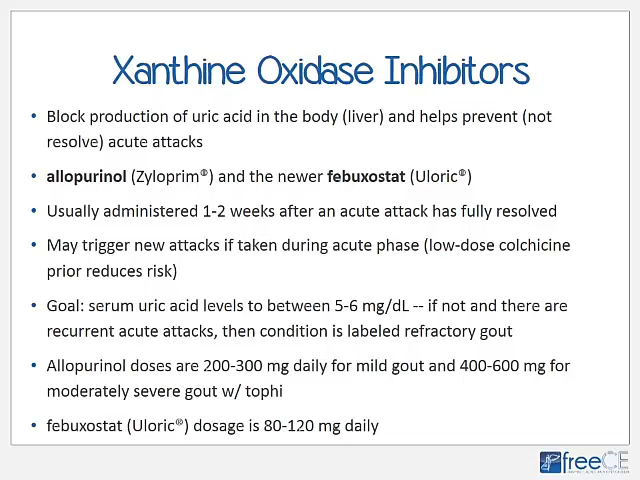 Xanthine Oxidase Inhibitors
• Block production of uric acid in the body (liver) and helps prevent (not
resolve) acute attacks
• allopurinol (Zyloprim®) and the newer febuxostat (Uloric®)
• Usually administered 1-2 weeks after an acute attack has fully resolved
• May trigger new attacks if taken during acute phase (low-dose colchicine
prior reduces risk)
• Goal: serum uric acid levels to between 5-6 mg/dL -- if not and there are
recurrent acute attacks, then condition is labeled refractory gout
• Allopurinol doses are 200-300 mg daily for mild gout and 400-600 mg for
moderately severe gout w/ tophi
• febuxostat (Uloric®) dosage is 80-120 mg daily
freeCE